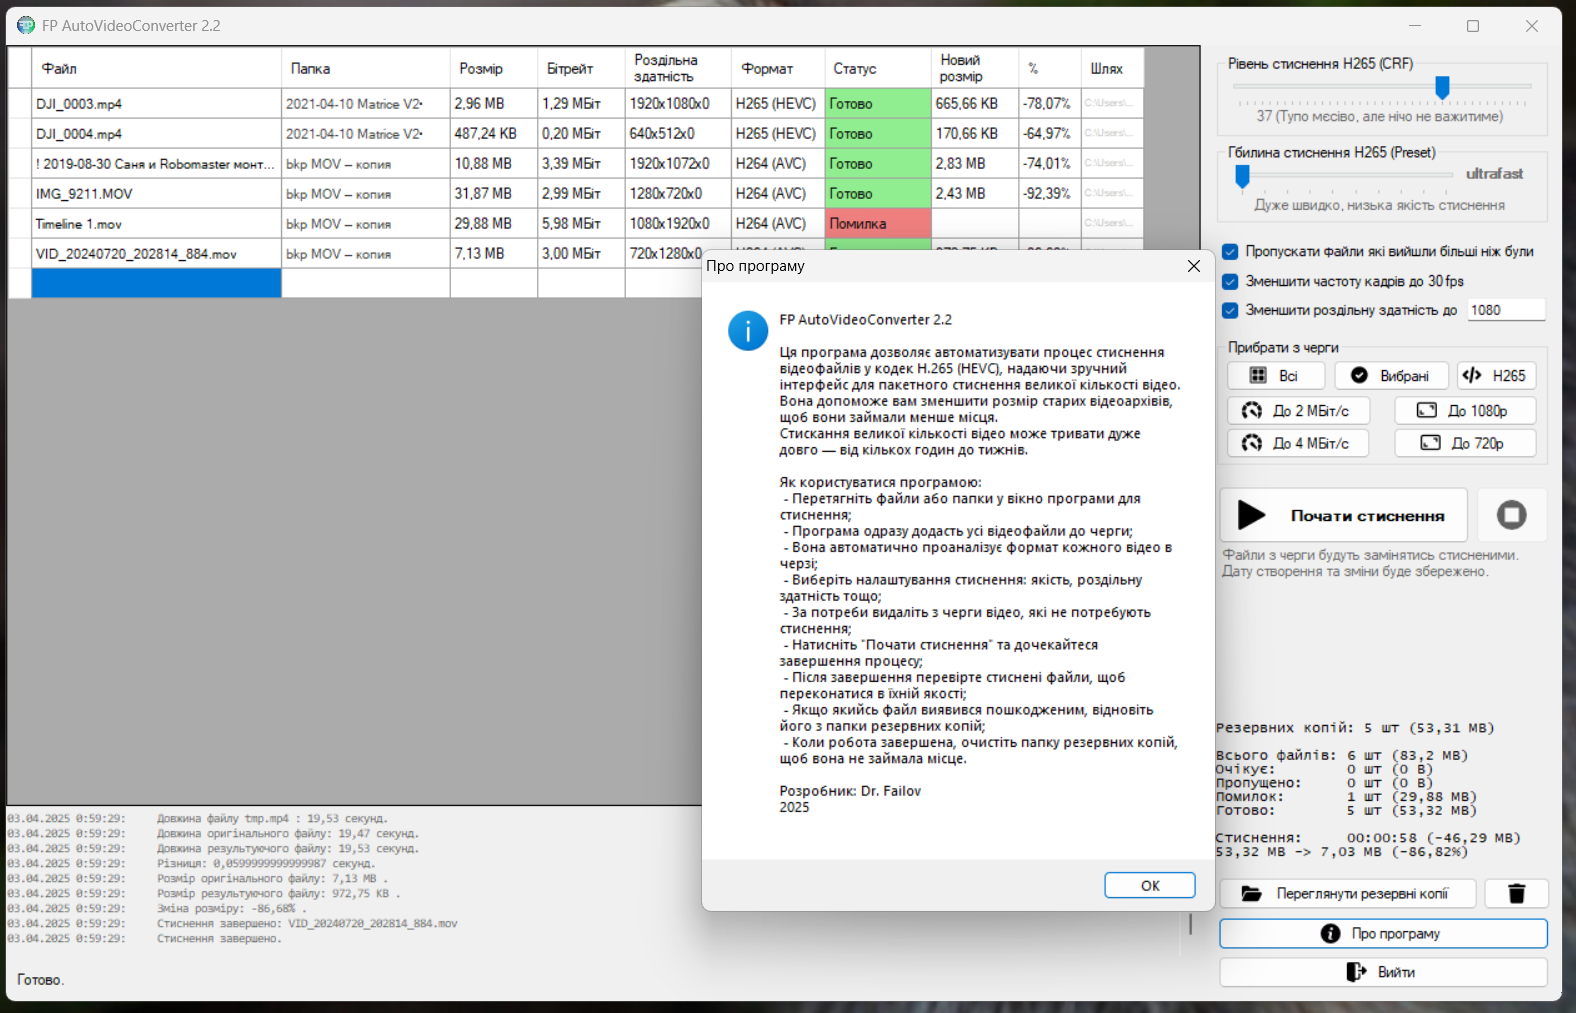 FP AutoVideoConverter 2.2
Файл Папка Розмір Бітрейт Роздільна здатність Формат Статус Новий розмір % Шлях
DJI_0003.mp4 2021-04-10 Matrice V2• 2,96 MB 1,29 МБіт 1920x1080x0 H265 (HEVC) Готово 665,66 KB -78,07% C:\Users\...
DJI_0004.mp4 2021-04-10 Matrice V2• 487,24 KB 0,20 МБіт 640x512x0 H265 (HEVC) Готово 170,66 KB -64,97% C:\Users\...
! 2019-08-30 Саня и Robomaster монт... bkp MOV – копия 10,88 MB 3,39 МБіт 1920x1072x0 H264 (AVC) Готово 2,83 MB -74,01% C:\Users\...
IMG_9211.MOV bkp MOV – копия 31,87 MB 2,99 МБіт 1280x720x0 H264 (AVC) Готово 2,43 MB -92,39% C:\Users\...
Timeline 1.mov bkp MOV – копия 29,88 MB 5,98 МБіт 1080x1920x0 H264 (AVC) Помилка C:\Users\...
VID_20240720_202814_884.mov bkp MOV – копия 7,13 MB 3,00 МБіт 720x1280x0
Про програму
FP AutoVideoConverter 2.2
Ця програма дозволяє автоматизувати процес стиснення
відеофайлів у кодек H.265 (HEVC), надаючи зручний
інтерфейс для пакетного стиснення великої кількості відео.
Вона допоможе вам зменшити розмір старих відеоархівів,
щоб вони займали менше місця.
Стискання великої кількості відео може тривати дуже
довго — від кількох годин до тижнів.
Як користуватися програмою:
- Перетягніть файли або папки у вікно програми для
стиснення;
- Програма одразу додасть усі відеофайли до черги;
- Вона автоматично проаналізує формат кожного відео в
черзі;
- Виберіть налаштування стиснення: якість, роздільну
здатність тощо;
- За потреби видаліть з черги відео, які не потребують
стиснення;
- Натисніть "Почати стиснення" та дочекайтеся
завершення процесу;
- Після завершення перевірте стиснені файли, щоб
переконатися в їхній якості;
- Якщо якийсь файл виявився пошкодженим, відновіть
його з папки резервних копій;
- Коли робота завершена, очистіть папку резервних копій,
щоб вона не займала місце.
Розробник: Dr. Failov
2025
OK
Рівень стиснення H265 (CRF)
37 (Тупо месіво, але нічо не важитиме)
Гбилина стиснення H265 (Preset)
ultrafast
Дуже швидко, низька якість стиснення
Пропускати файли які вийшли більші ніж були
Зменшити частоту кадрів до 30 fps
Зменшити роздільну здатність до 1080
Прибрати з черги
Всі Вибрані H265
До 2 МБіт/с До 1080p
До 4 МБіт/с До 720p
Почати стиснення
Файли з черги будуть замінятись стисненими.
Дату створення та зміни буде збережено.
Резервних копій: 5 шт (53,31 MB)
Всього файлів: 6 шт (83,2 MB)
Очікує: 0 шт (0 B)
Пропущено: 0 шт (0 B)
Помилок: 1 шт (29,88 MB)
Готово: 5 шт (53,32 MB)
Стиснення: 00:00:58 (-46,29 MB)
53,32 MB -> 7,03 MB (-86,82%)
Переглянути резервні копії
Про програму
Вийти
03.04.2025 0:59:29: Довжина файлу tmp.mp4 : 19,53 секунд.
03.04.2025 0:59:29: Довжина оригінального файлу: 19,47 секунд.
03.04.2025 0:59:29: Довжина результуючого файлу: 19,53 секунд.
03.04.2025 0:59:29: Різниця: 0,0599999999999987 секунд.
03.04.2025 0:59:29: Розмір оригінального файлу: 7,13 MB .
03.04.2025 0:59:29: Розмір результуючого файлу: 972,75 KB .
03.04.2025 0:59:29: Зміна розміру: -86,68% .
03.04.2025 0:59:29: Стиснення завершено: VID_20240720_202814_884.mov
03.04.2025 0:59:29: Стиснення завершено.
Готово.